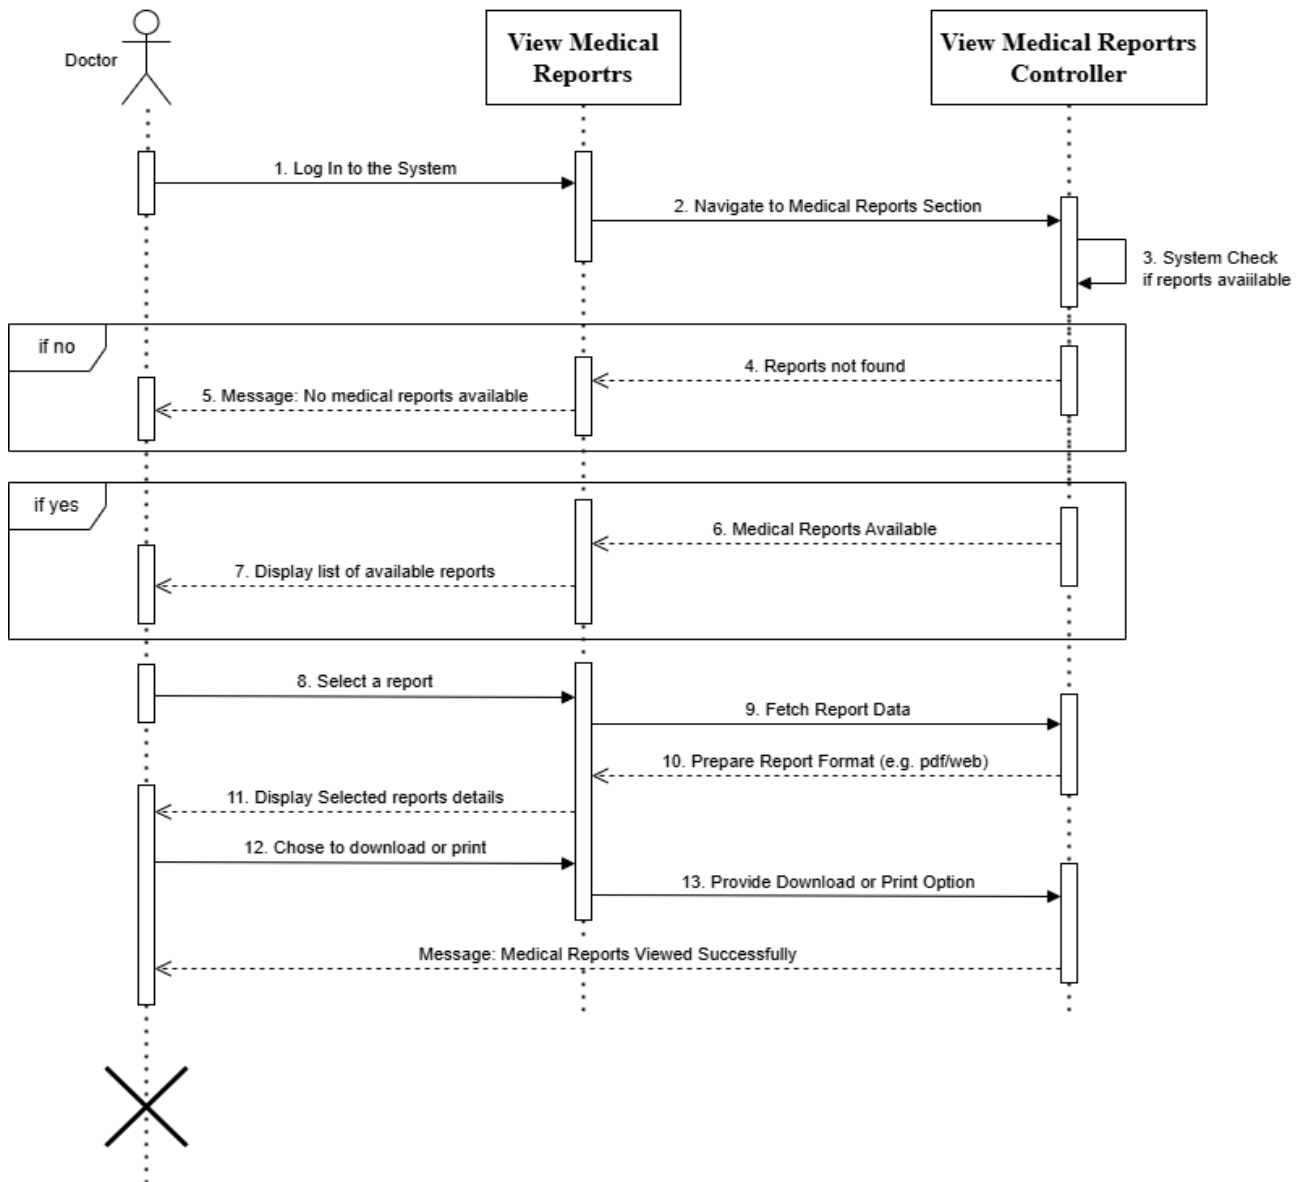 Doctor
View Medical
Reportrs
View Medical Reportrs
Controller
1. Log In to the System
2. Navigate to Medical Reports Section
3. System Check
if reports avaiilable
if no
4. Reports not found
5. Message: No medical reports available
if yes
6. Medical Reports Available
7. Display list of available reports
8. Select a report
9. Fetch Report Data
10. Prepare Report Format (e.g. pdf/web)
11. Display Selected reports details
12. Chose to download or print
13. Provide Download or Print Option
Message: Medical Reports Viewed Successfully